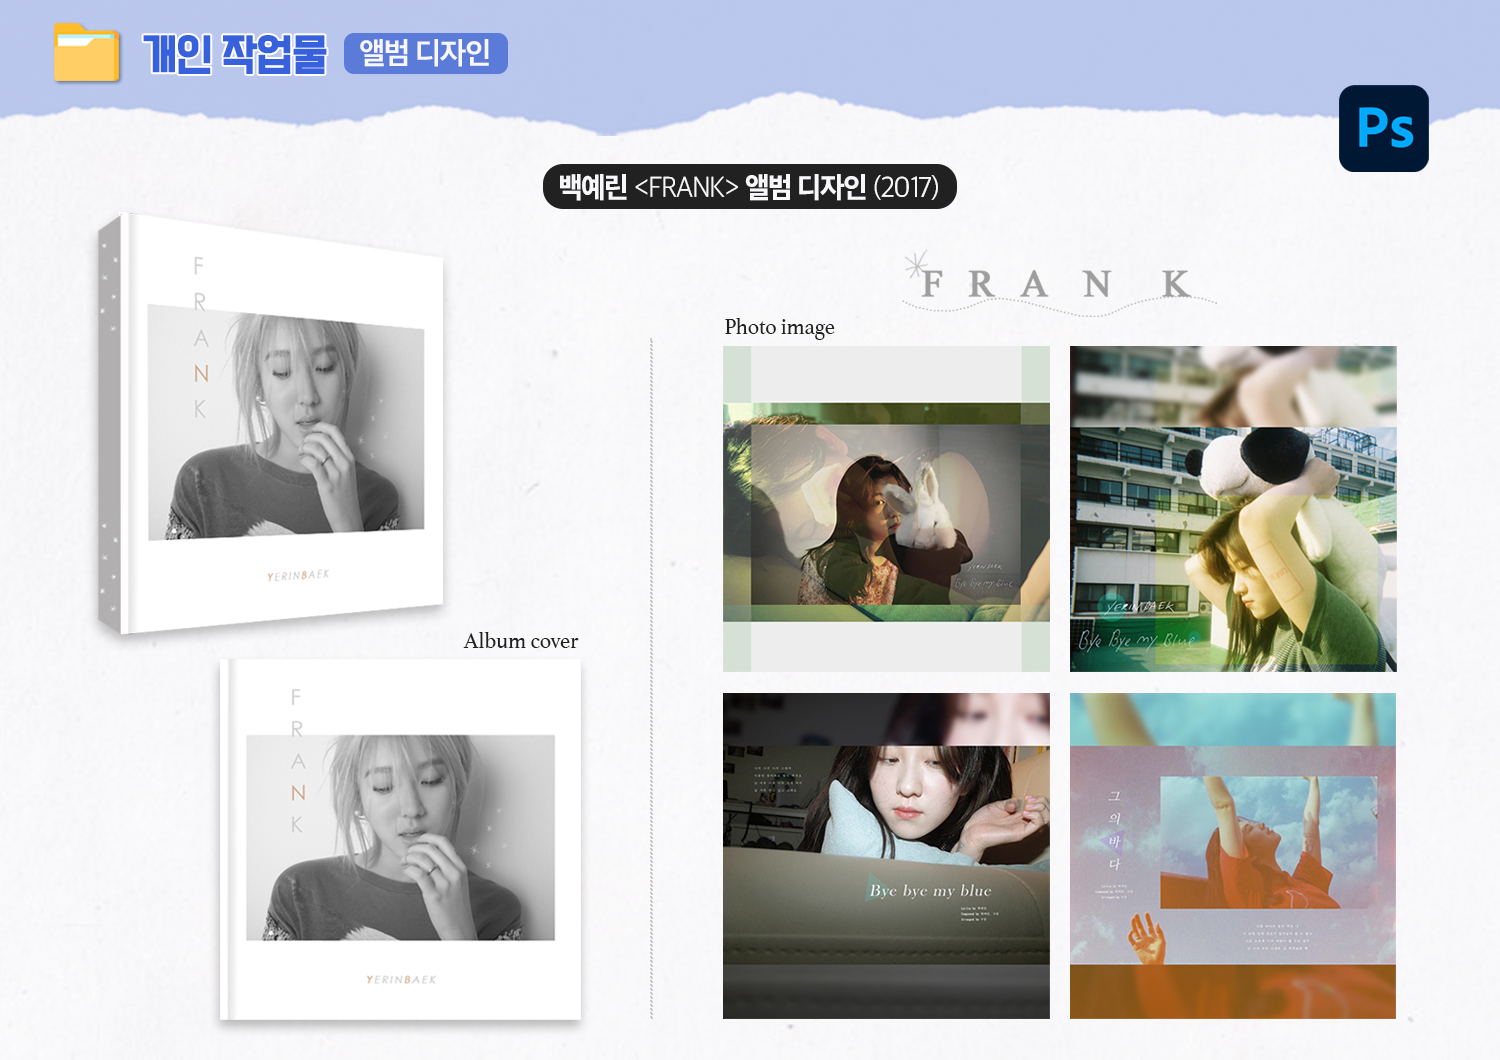 개인 작업물 앨범 디자인
Ps
백예린 <FRANK> 앨범 디자인 (2017)
F
R
A
N
K
YERINBAEK
Album cover
F
R
A
N
K
YERINBAEK
FRANK
Photo image
YERINBAEK
Bye bye my blue
YERINBAEK
Bye Bye my Blue
Bye bye my blue
그
의
바
다